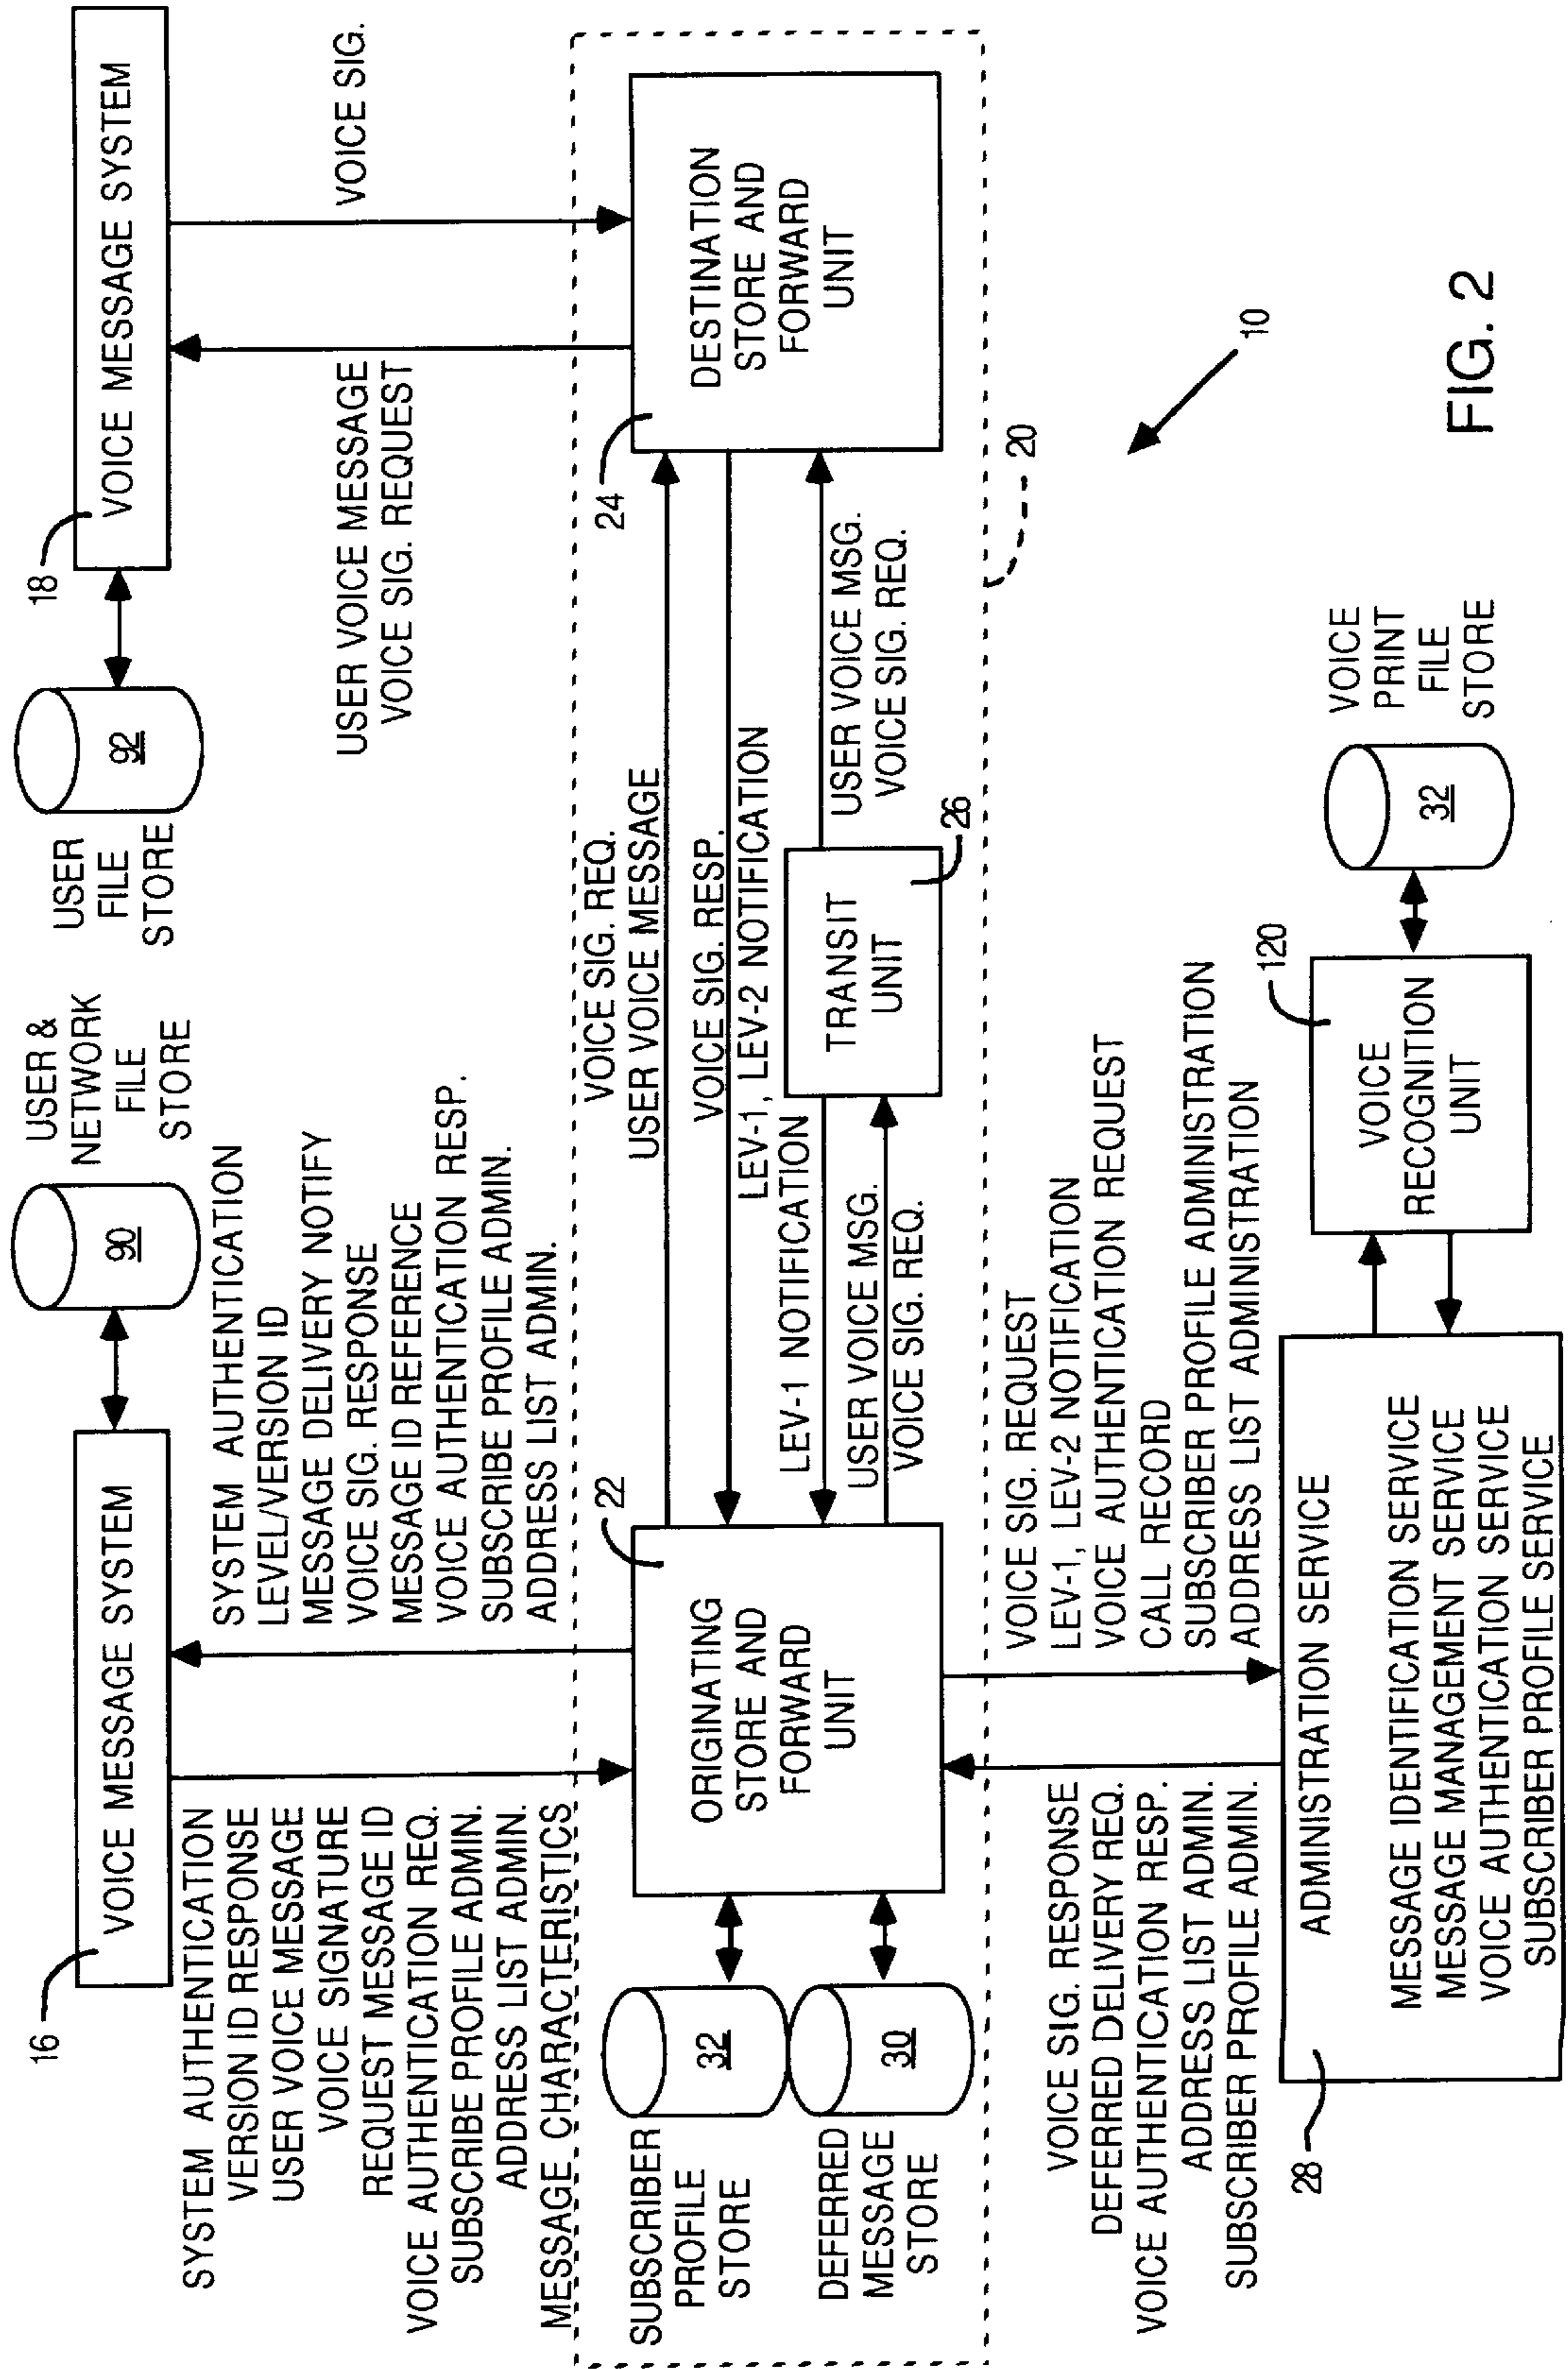 16
VOICE MESSAGE SYSTEM
90
USER &
NETWORK
FILE
STORE
92
USER
FILE
STORE
18
VOICE MESSAGE SYSTEM
SYSTEM AUTHENTICATION
VERSION ID RESPONSE
USER VOICE MESSAGE
VOICE SIGNATURE
REQUEST MESSAGE ID
VOICE AUTHENTICATION REQ.
SUBSCRIBE PROFILE ADMIN.
ADDRESS LIST ADMIN.
MESSAGE CHARACTERISTICS
SYSTEM AUTHENTICATION
LEVEL/VERSION ID
MESSAGE DELIVERY NOTIFY
VOICE SIG. RESPONSE
MESSAGE ID REFERENCE
VOICE AUTHENTICATION RESP.
SUBSCRIBE PROFILE ADMIN.
ADDRESS LIST ADMIN.
USER VOICE MESSAGE
VOICE SIG. REQUEST
VOICE SIG.
SUBSCRIBER
PROFILE
STORE
32
DEFERRED
MESSAGE
STORE
30
22
ORIGINATING
STORE AND
FORWARD
UNIT
VOICE SIG. REQ.
USER VOICE MESSAGE
VOICE SIG. RESP.
LEV-1, LEV-2 NOTIFICATION
LEV-1 NOTIFICATION
USER VOICE MSG.
VOICE SIG. REQ.
TRANSIT
UNIT
26
USER VOICE MSG.
VOICE SIG. REQ.
24
DESTINATION
STORE AND
FORWARD
UNIT
20
10
VOICE SIG. RESPONSE
DEFERRED DELIVERY REQ.
VOICE AUTHENTICATION RESP.
ADDRESS LIST ADMIN.
SUBSCRIBER PROFILE ADMIN.
VOICE SIG. REQUEST
LEV-1, LEV-2 NOTIFICATION
VOICE AUTHENTICATION REQUEST
CALL RECORD
SUBSCRIBER PROFILE ADMINISTRATION
ADDRESS LIST ADMINISTRATION
28
ADMINISTRATION SERVICE
MESSAGE IDENTIFICATION SERVICE
MESSAGE MANAGEMENT SERVICE
VOICE AUTHENTICATION SERVICE
SUBSCRIBER PROFILE SERVICE
120
VOICE
RECOGNITION
UNIT
32
VOICE
PRINT
FILE
STORE
FIG. 2